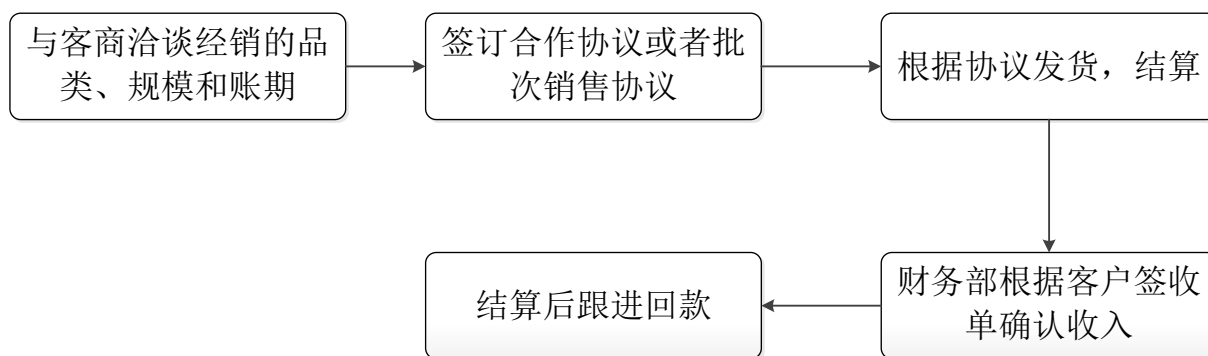 与客商洽谈经销的品
类、规模和账期
签订合作协议或者批
次销售协议
根据协议发货，结算
财务部根据客户签收
单确认收入
结算后跟进回款